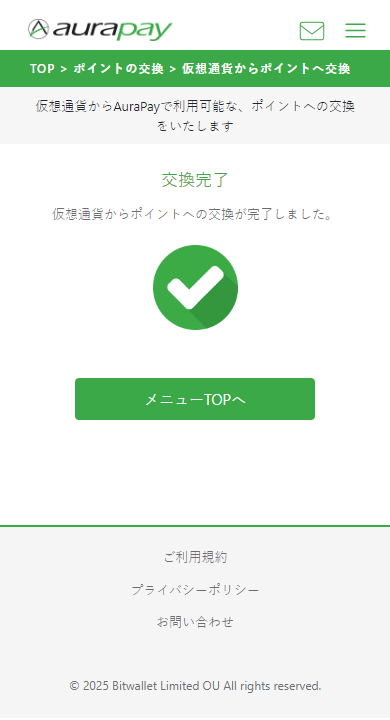 aurapay
TOP > ポイントの交換 > 仮想通貨からポイントへ交換
仮想通貨からAuraPayで利用可能な、ポイントへの交換
をいたします
交換完了
仮想通貨からポイントへの交換が完了しました。
メニューTOPへ
ご利用規約
プライバシーポリシー
お問い合わせ
© 2025 Bitwallet Limited OU All rights reserved.